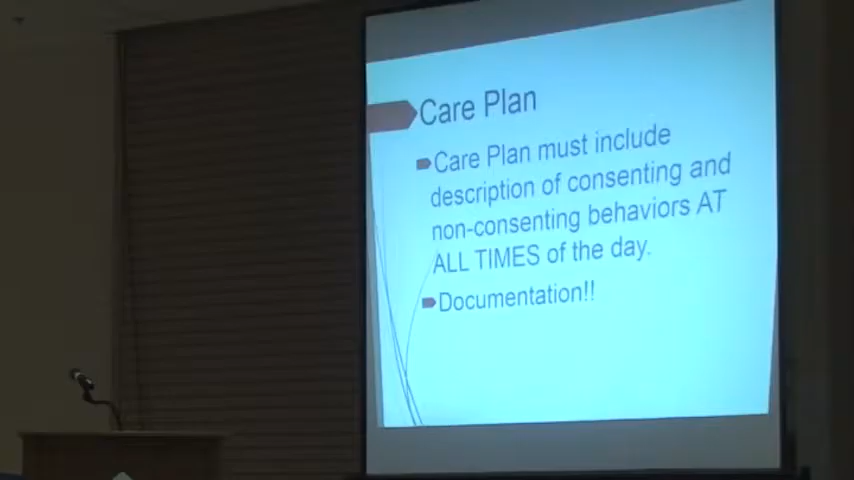 Care Plan
Care Plan must include
description of consenting and
non-consenting behaviors AT
ALL TIMES of the day.
Documentation!!